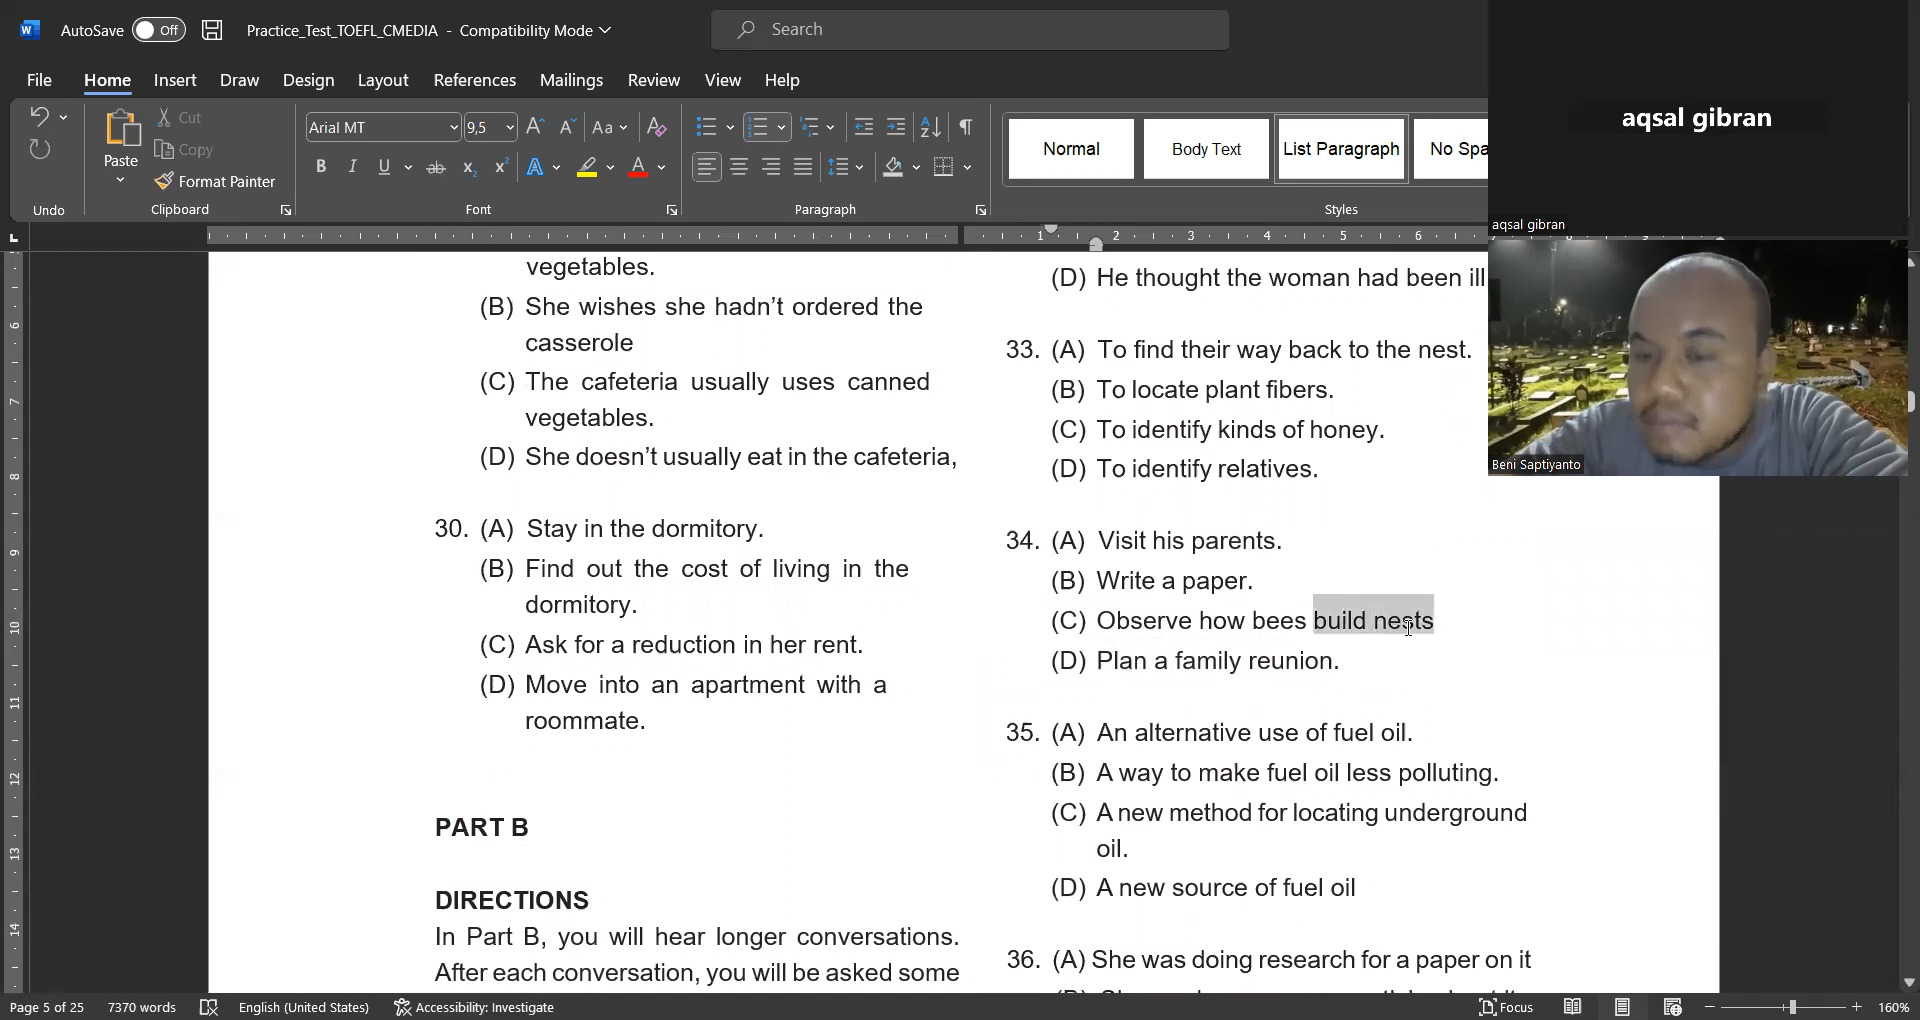 AutoSave Off Practice_Test_TOEFL_CMEDIA - Compatibility Mode Search
File Home Insert Draw Design Layout References Mailings Review View Help
Paste
Cut
Copy
Format Painter
Arial MT 9,5
Normal Body Text List Paragraph No Spa
Undo Clipboard Font Paragraph Styles
aqsal gibran
aqsal gibran
Beni Saptiyanto
vegetables.
(B) She wishes she hadn’t ordered the
casserole
(C) The cafeteria usually uses canned
vegetables.
(D) She doesn’t usually eat in the cafeteria,
30. (A) Stay in the dormitory.
(B) Find out the cost of living in the
dormitory.
(C) Ask for a reduction in her rent.
(D) Move into an apartment with a
roommate.
PART B
DIRECTIONS
In Part B, you will hear longer conversations.
After each conversation, you will be asked some
(D) He thought the woman had been ill
33. (A) To find their way back to the nest.
(B) To locate plant fibers.
(C) To identify kinds of honey.
(D) To identify relatives.
34. (A) Visit his parents.
(B) Write a paper.
(C) Observe how bees build nests
(D) Plan a family reunion.
35. (A) An alternative use of fuel oil.
(B) A way to make fuel oil less polluting.
(C) A new method for locating underground
oil.
(D) A new source of fuel oil
36. (A) She was doing research for a paper on it
Page 5 of 25 7370 words English (United States) Accessibility: Investigate Focus 160%